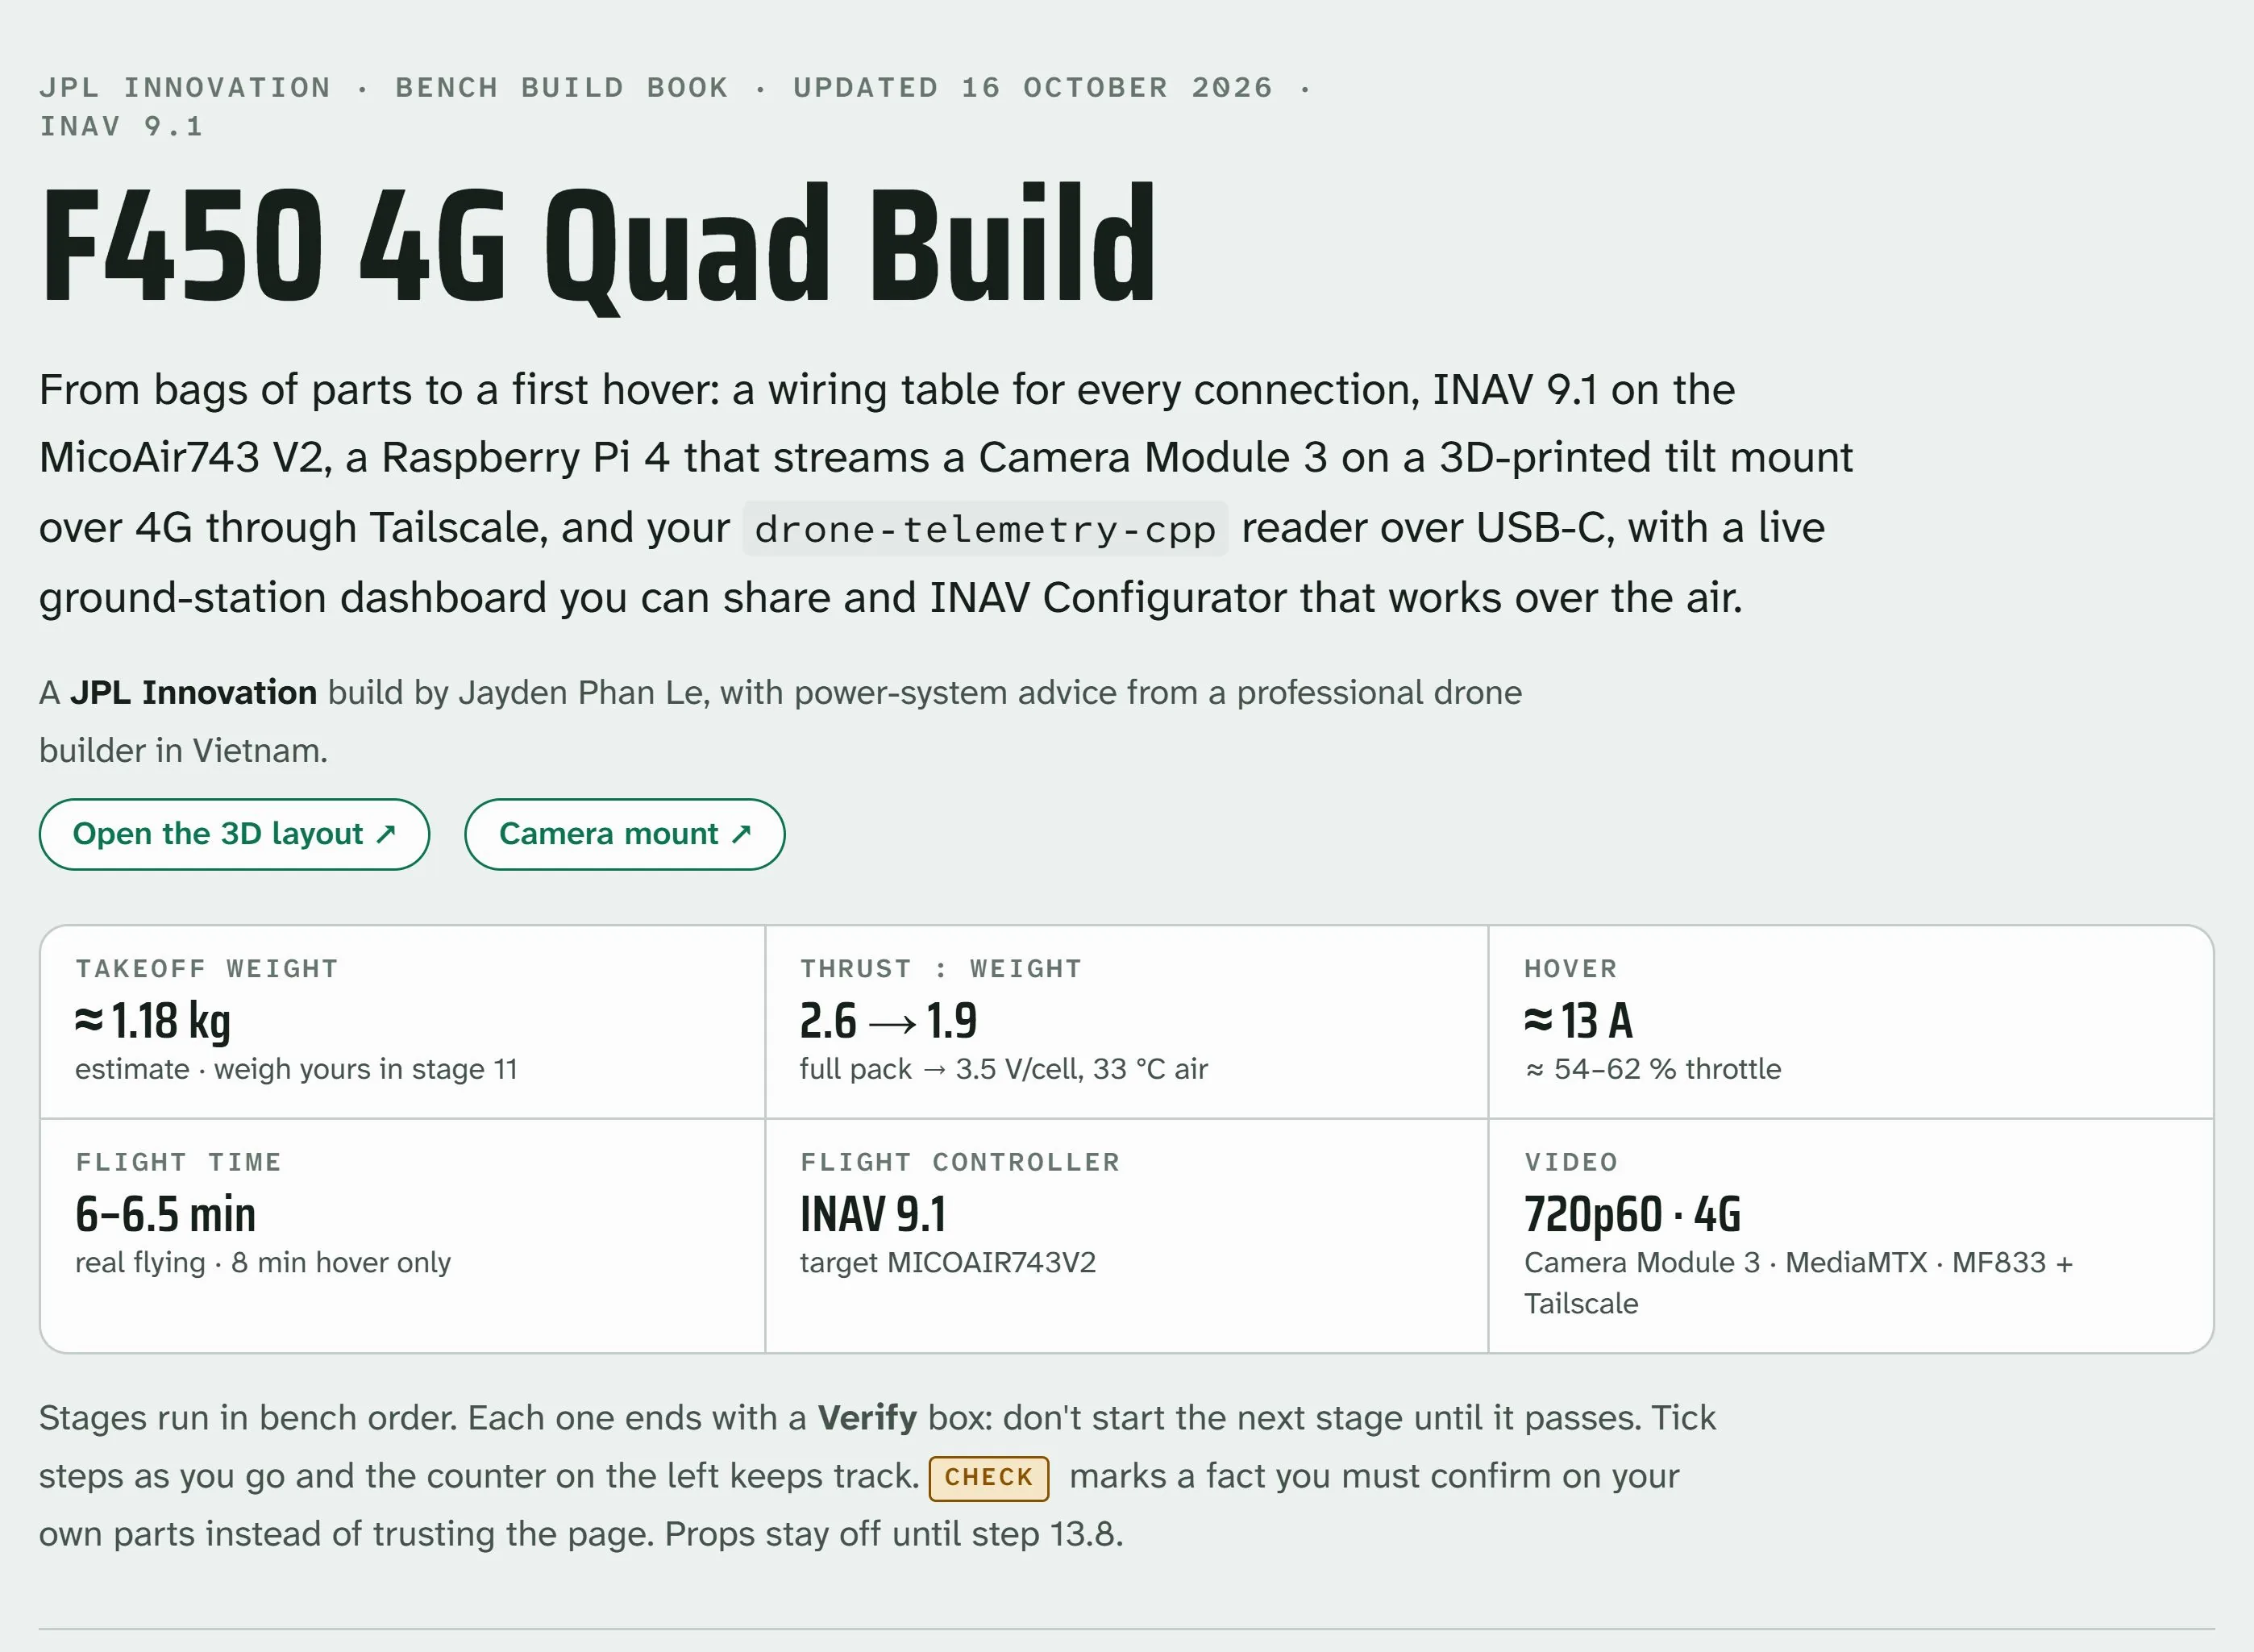 JPL INNOVATION · BENCH BUILD BOOK · UPDATED 16 OCTOBER 2026 ·
INAV 9.1
F450 4G Quad Build
From bags of parts to a first hover: a wiring table for every connection, INAV 9.1 on the
MicoAir743 V2, a Raspberry Pi 4 that streams a Camera Module 3 on a 3D-printed tilt mount
over 4G through Tailscale, and your drone-telemetry-cpp reader over USB-C, with a live
ground-station dashboard you can share and INAV Configurator that works over the air.
A JPL Innovation build by Jayden Phan Le, with power-system advice from a professional drone
builder in Vietnam.
Open the 3D layout ↗
Camera mount ↗
TAKEOFF WEIGHT
≈ 1.18 kg
estimate · weigh yours in stage 11
THRUST : WEIGHT
2.6 → 1.9
full pack → 3.5 V/cell, 33 °C air
HOVER
≈ 13 A
≈ 54–62 % throttle
FLIGHT TIME
6–6.5 min
real flying · 8 min hover only
FLIGHT CONTROLLER
INAV 9.1
target MICOAIR743V2
VIDEO
720p60 · 4G
Camera Module 3 · MediaMTX · MF833 +
Tailscale
Stages run in bench order. Each one ends with a Verify box: don't start the next stage until it passes. Tick
steps as you go and the counter on the left keeps track. CHECK marks a fact you must confirm on your
own parts instead of trusting the page. Props stay off until step 13.8.